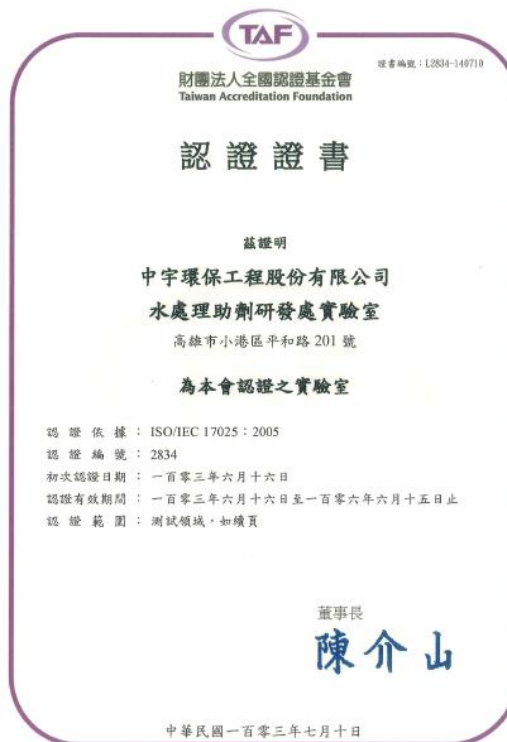 TAF
證書編號：L2834-140710
財團法人全國認證基金會
Taiwan Accreditation Foundation
認證證書
茲證明
中宇環保工程股份有限公司
水處理助劑研發處實驗室
高雄市小港區平和路 201 號
為本會認證之實驗室
認證依據：ISO/IEC 17025：2005
認證編號：2834
初次認證日期：一百零三年六月十六日
認證有效期間：一百零三年六月十六日至一百零六年六月十五日止
認證範圍：測試領域，如續頁
董事長
陳介山
中華民國一百零三年七月十日